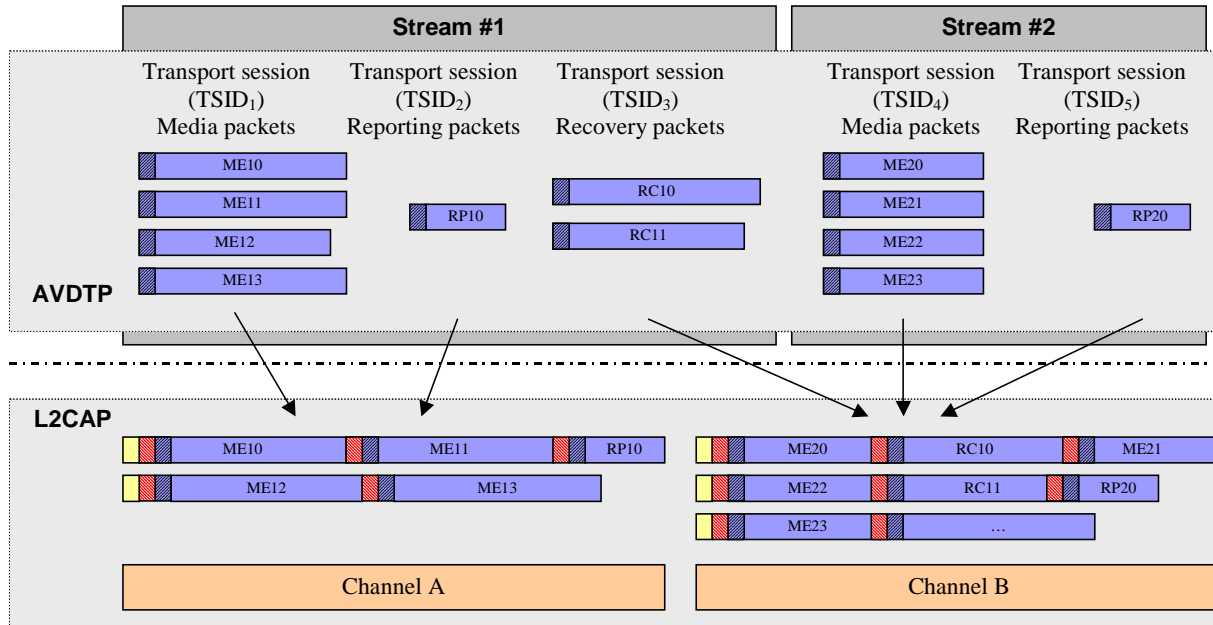 Stream #1
Stream #2
Transport session
(TSID₁)
Media packets
Transport session
(TSID₂)
Reporting packets
Transport session
(TSID₃)
Recovery packets
Transport session
(TSID₄)
Media packets
Transport session
(TSID₅)
Reporting packets
ME10
ME11
ME12
ME13
RP10
RC10
RC11
ME20
ME21
ME22
ME23
RP20
AVDTP
L2CAP
ME10 ME11 RP10
ME12 ME13
ME20 RC10 ME21
ME22 RC11 RP20
ME23 ...
Channel A
Channel B